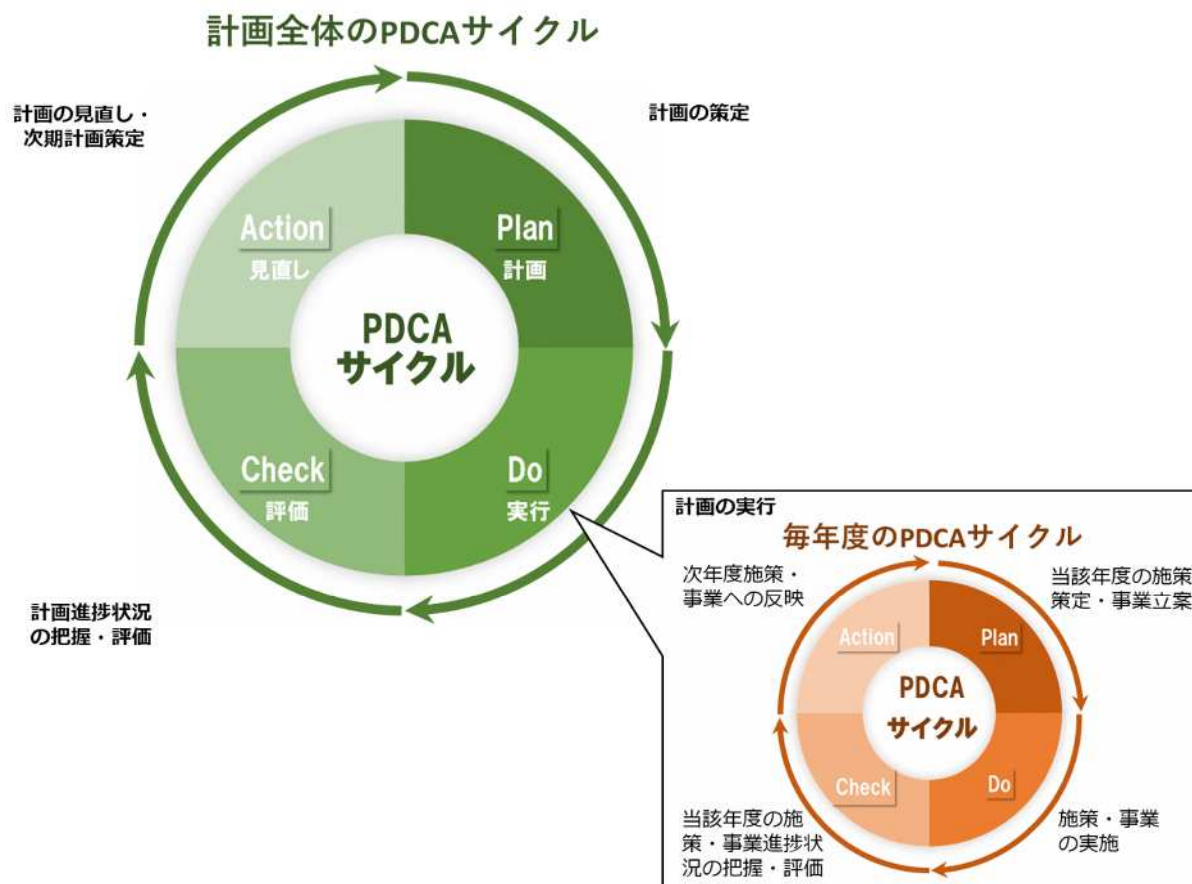 計画全体のPDCAサイクル
計画の見直し・
次期計画策定
計画の策定
Action
見直し
Plan
計画
PDCA
サイクル
Check
評価
Do
実行
計画進捗状況
の把握・評価
計画の実行
毎年度のPDCAサイクル
次年度施策・
事業への反映
当該年度の施策
策定・事業立案
Action
Plan
PDCA
サイクル
Check
Do
当該年度の施
策・事業進捗状
況の把握・評価
施策・事業
の実施